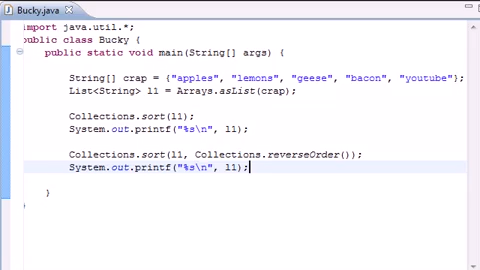 Bucky.java
import java.util.*;
public class Bucky {
public static void main(String[] args) {
String[] crap = {"apples", "lemons", "geese", "bacon", "youtube"};
List<String> l1 = Arrays.asList(crap);
Collections.sort(l1);
System.out.printf("%s\n", l1);
Collections.sort(l1, Collections.reverseOrder());
System.out.printf("%s\n", l1);
}
}